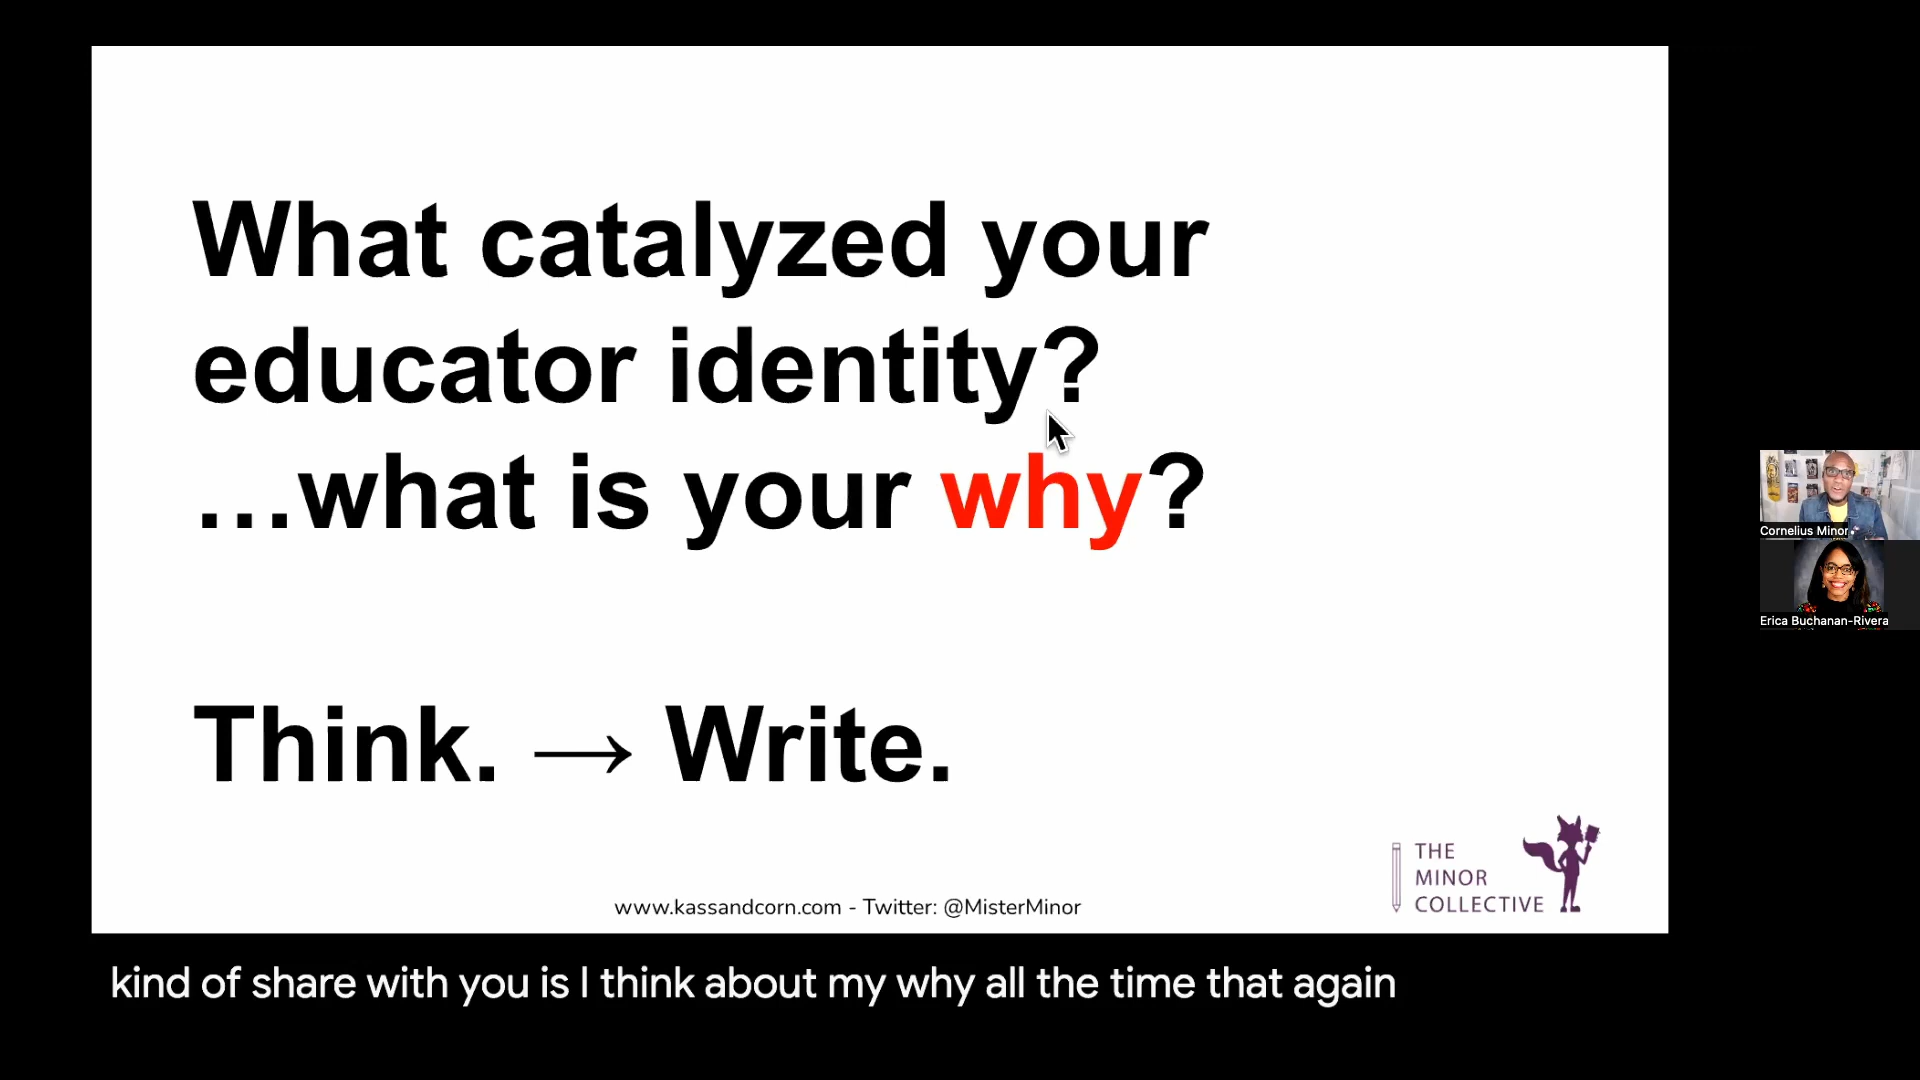 What catalyzed your
educator identity?
…what is your why?
Think. → Write.
www.kassandcorn.com - Twitter: @MisterMinor
THE
MINOR
COLLECTIVE
Cornelius Minor
Erica Buchanan-Rivera
kind of share with you is I think about my why all the time that again